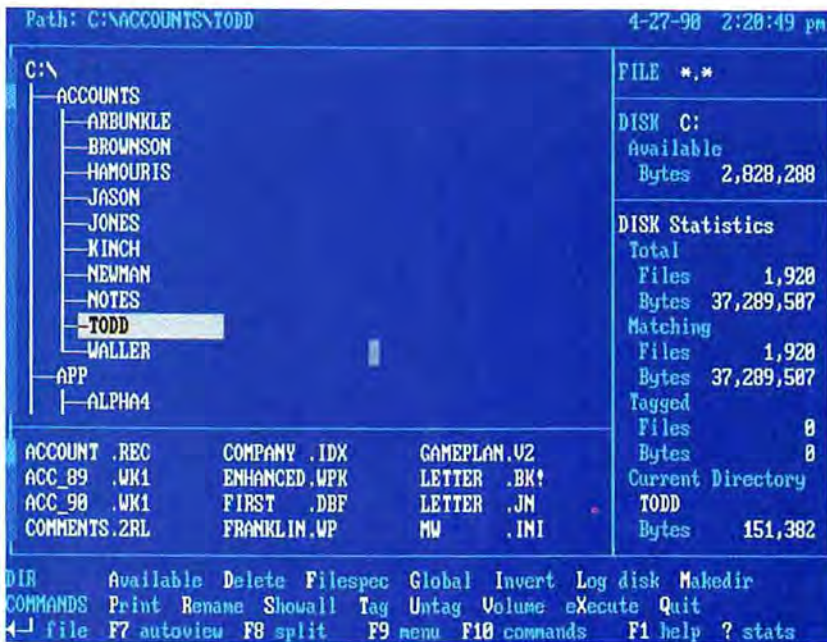 Path: C:\ACCOUNTS\TODD 4-27-90 2:20:49 pm
C:\
ACCOUNTS
ARBUNKLE
BROWNSON
HAMOURIS
JASON
JONES
KINCH
NEWMAN
NOTES
TODD
WALLER
APP
ALPHA4
FILE *.*
DISK C:
Available
Bytes 2,828,288
DISK Statistics
Total
Files 1,920
Bytes 37,289,507
Matching
Files 1,920
Bytes 37,289,507
Tagged
Files 0
Bytes 0
Current Directory
TODD
Bytes 151,382
ACCOUNT .REC COMPANY .IDX GAMEPLAN.V2
ACC_89 .WK1 ENHANCED.WPK LETTER .BK!
ACC_90 .WK1 FIRST .DBF LETTER .JN
COMMENTS.2RL FRANKLIN.WP MW .INI
DIR Available Delete Filespec Global Invert Log disk Makedir
COMMANDS Print Rename Showall Tag Untag Volume eXecute Quit
◄─┘ file F7 autoview F8 split F9 menu F10 commands F1 help ? stats